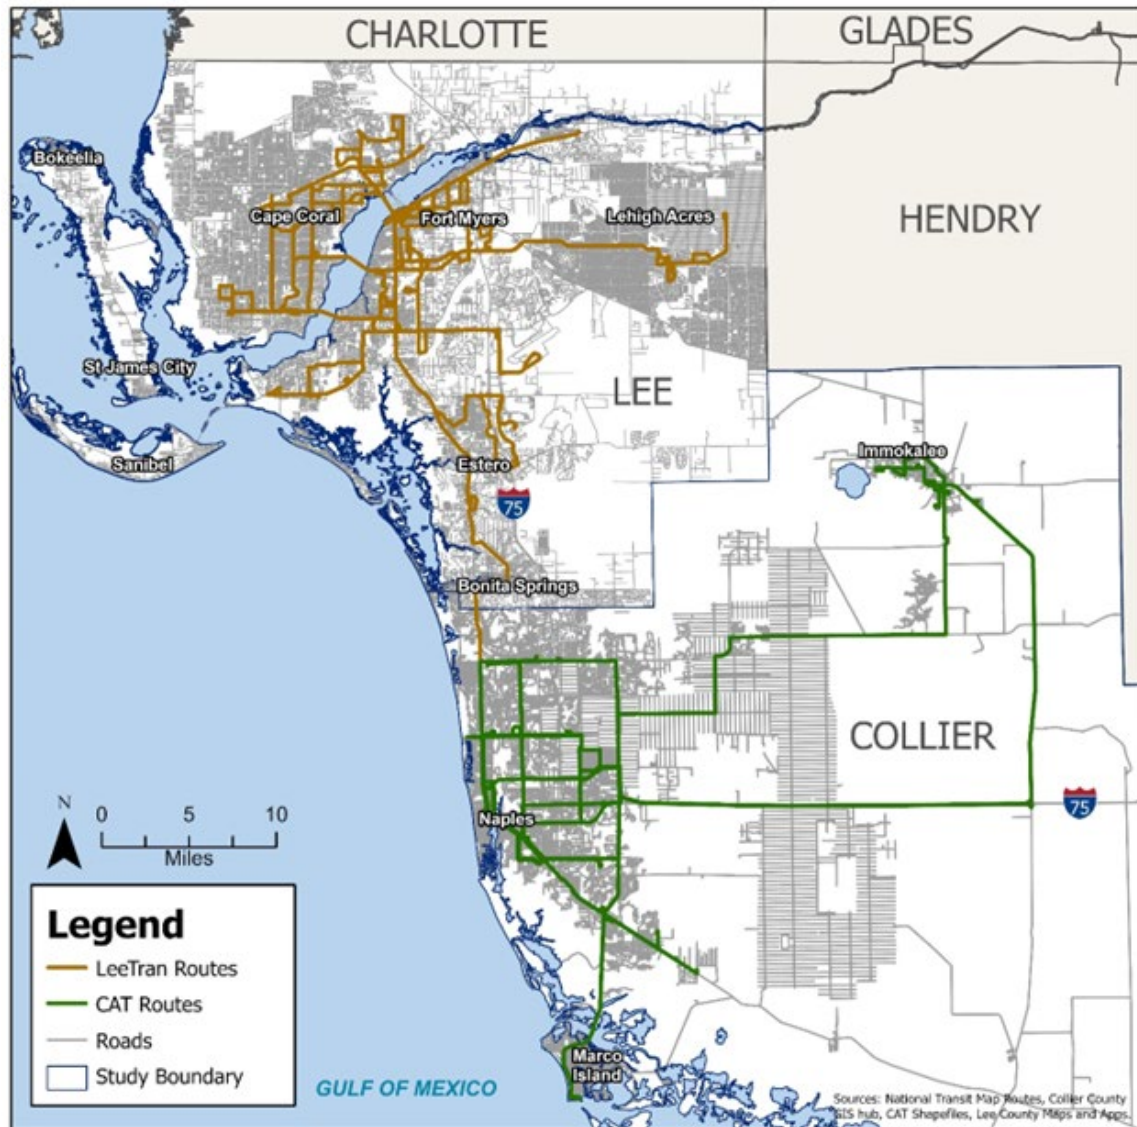 CHARLOTTE
GLADES
Bokeelia
Cape Coral
Fort Myers
Lehigh Acres
HENDRY
St James City
LEE
Sanibel
Estero
Immokalee
75
Bonita Springs
COLLIER
75
N
0 5 10
Miles
Naples
Legend
LeeTran Routes
CAT Routes
Roads
Study Boundary
GULF OF MEXICO
Marco
Island
Sources: National Transit Map Routes, Collier County
GIS hub, CAT Shapefiles, Lee County Maps and Apps.